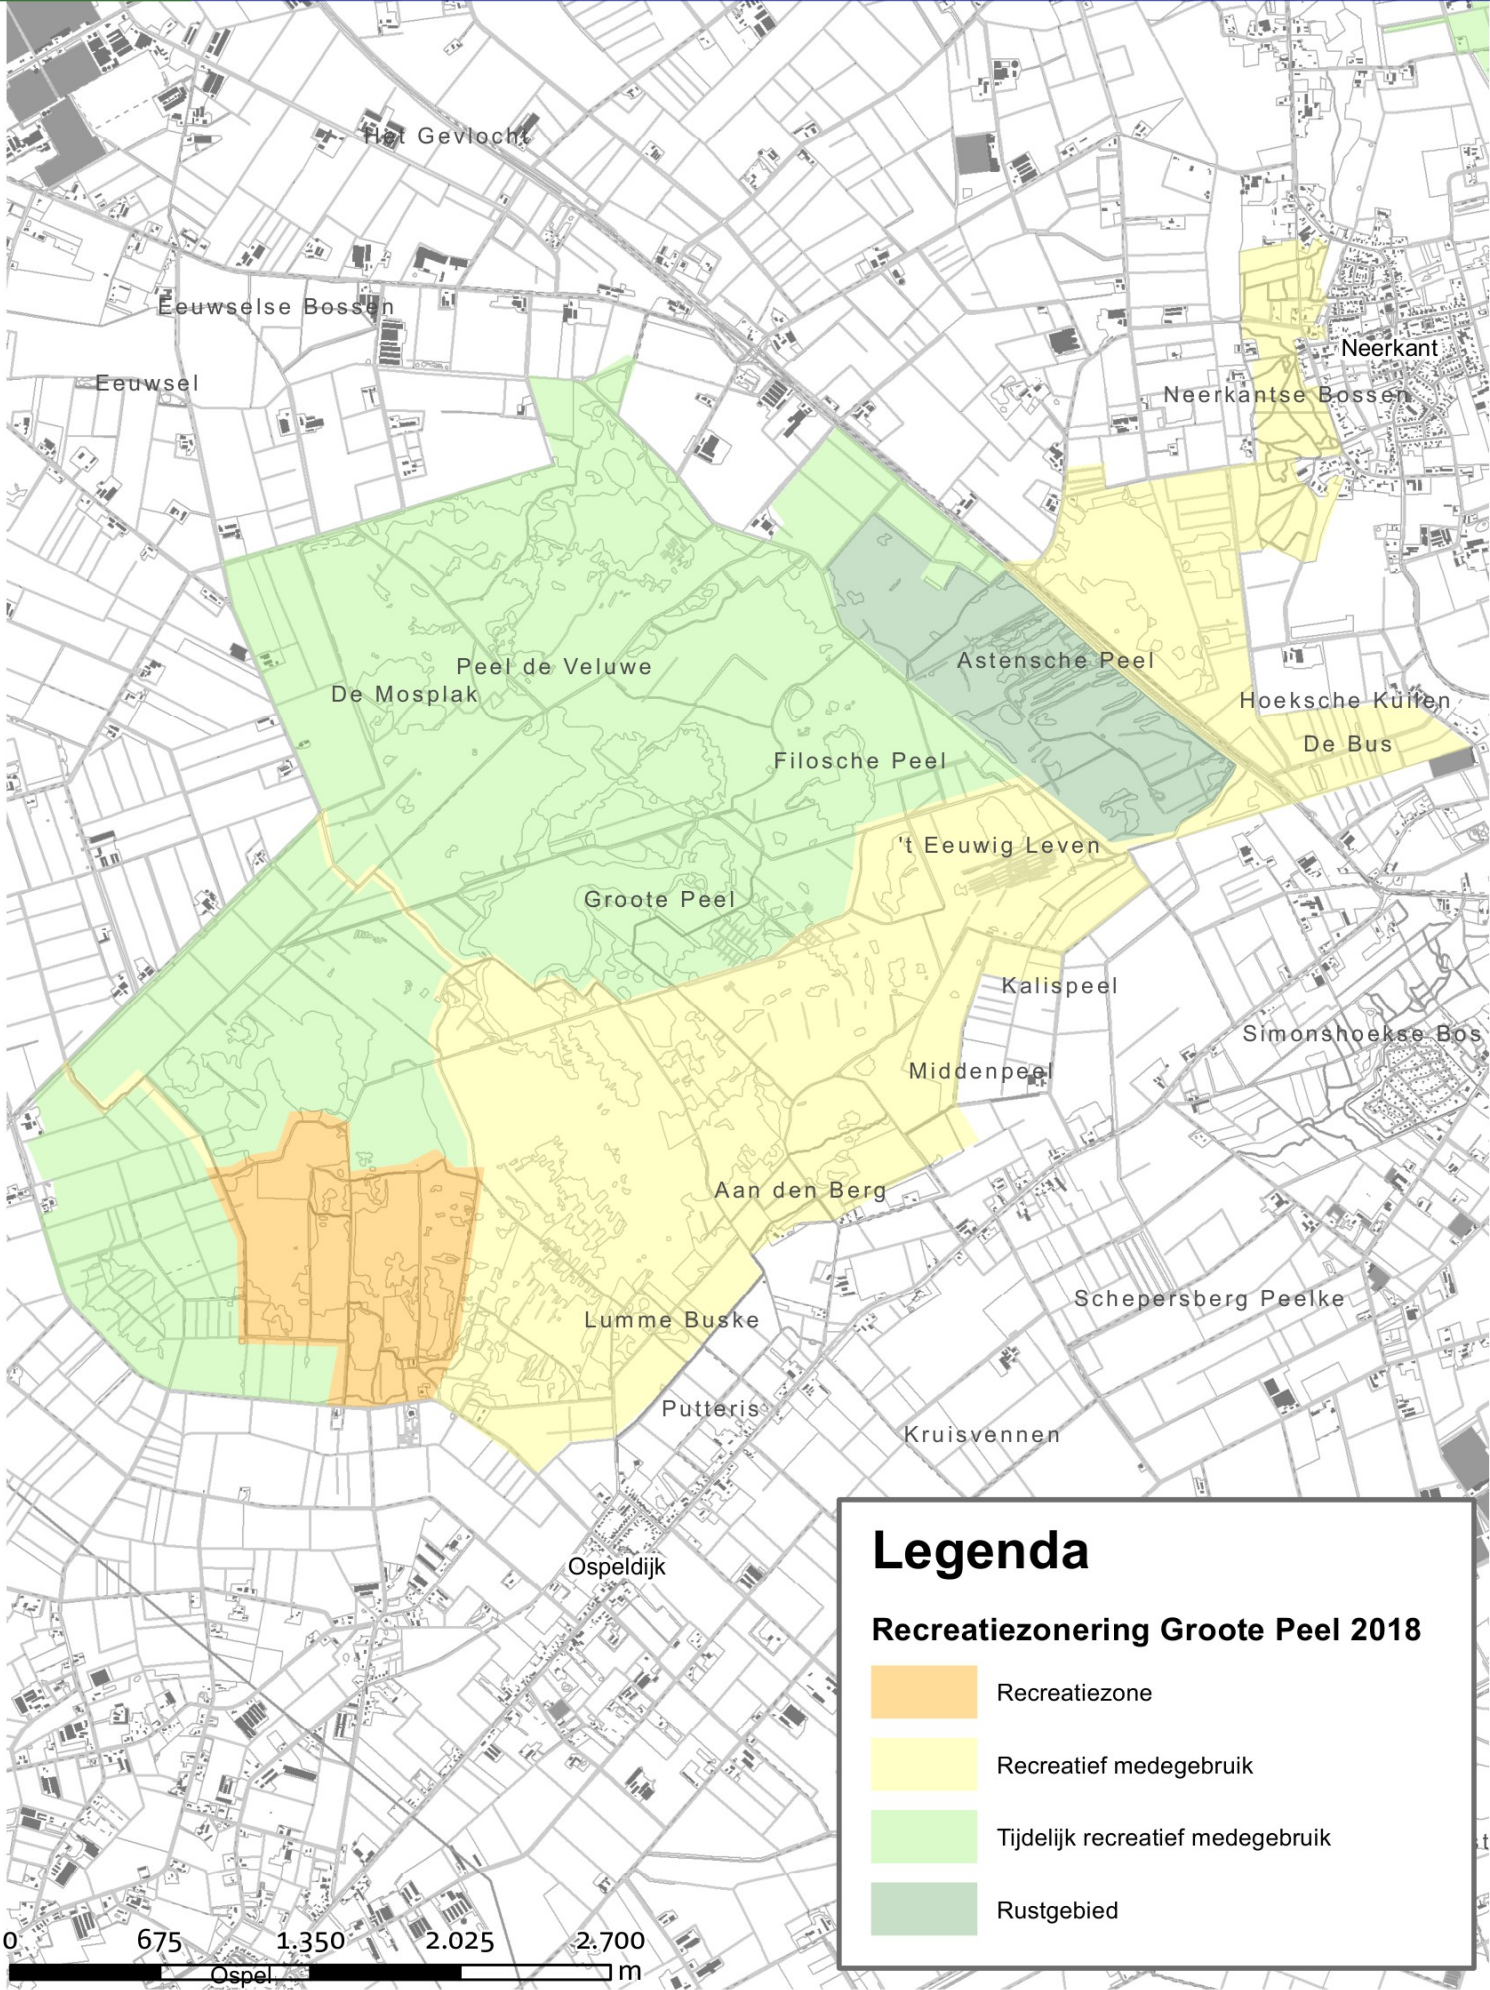 Het Gevlocht
Eeuwselse Bossen
Neerkant
Eeuwsel
Neerkantse Bossen
Astensche Peel
Peel de Veluwe
De Mosplak
Hoeksche Kuilen
De Bus
Filosche Peel
't Eeuwig Leven
Groote Peel
Kalispeel
Simonshoekse Bos
Middenpeel
Aan den Berg
Schepersberg Peelke
Lumme Buske
Putteris
Kruisvennen
Ospeldijk
Legenda
Recreatiezonering Groote Peel 2018
Recreatiezone
Recreatief medegebruik
Tijdelijk recreatief medegebruik
Rustgebied
0 675 1.350 2.025 2.700
m
Ospel